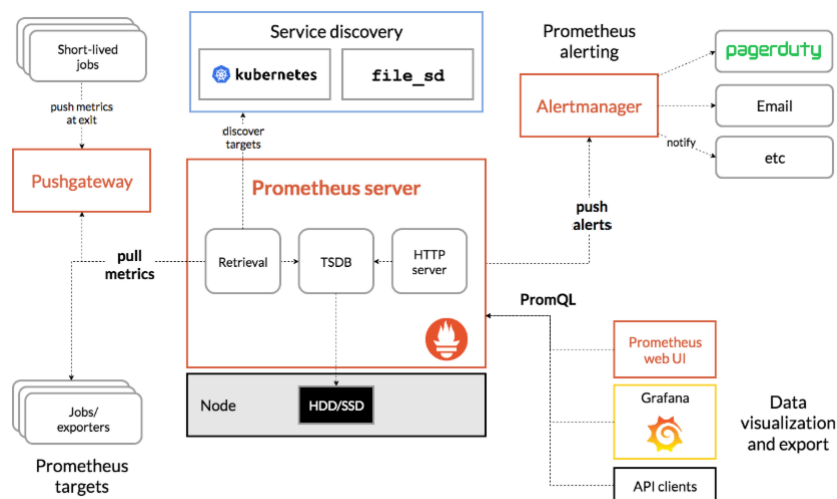 Short-lived
jobs
push metrics
at exit
Pushgateway
pull
metrics
Jobs/
exporters
Prometheus
targets
Service discovery
kubernetes
file_sd
discover
targets
Prometheus server
Retrieval
TSDB
HTTP
server
Node
HDD/SSD
Prometheus
alerting
Alertmanager
pagerduty
Email
notify
etc
push
alerts
PromQL
Prometheus
web UI
Grafana
API clients
Data
visualization
and export